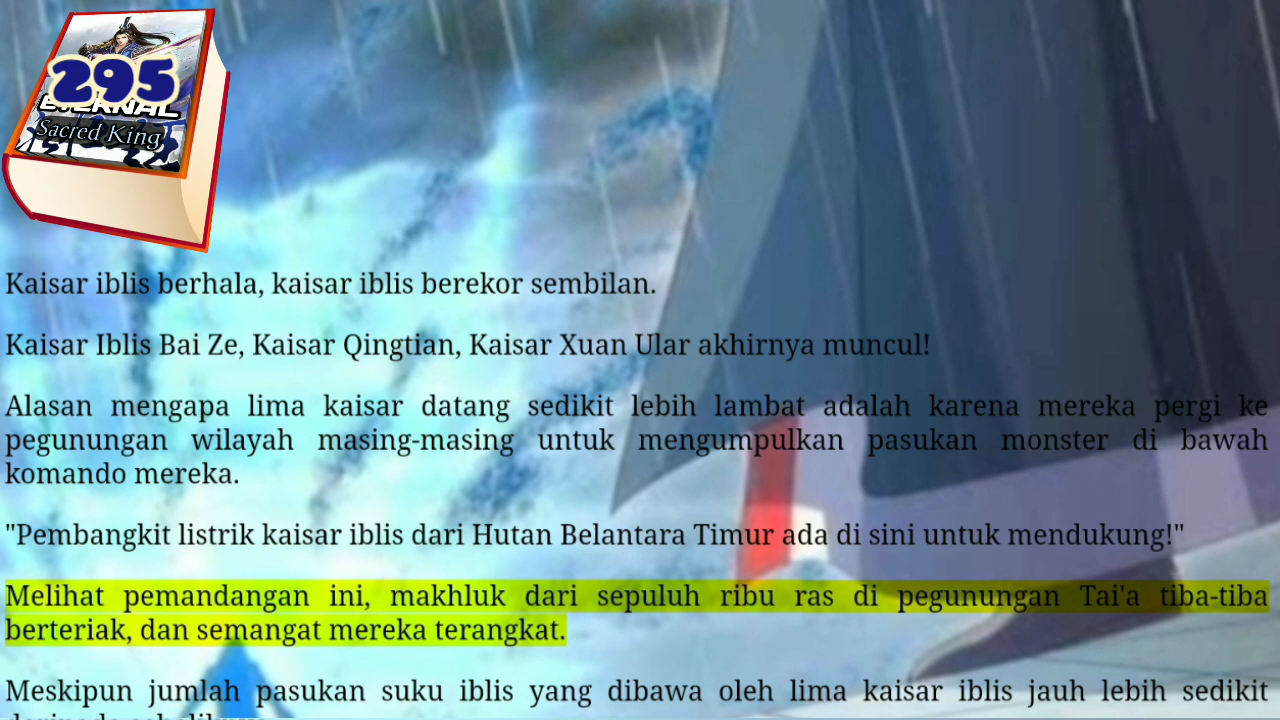 295
ETERNAL
Sacred King
Kaisar iblis berhala, kaisar iblis berekor sembilan.
Kaisar Iblis Bai Ze, Kaisar Qingtian, Kaisar Xuan Ular akhirnya muncul!
Alasan mengapa lima kaisar datang sedikit lebih lambat adalah karena mereka pergi ke
pegunungan wilayah masing-masing untuk mengumpulkan pasukan monster di bawah
komando mereka.
"Pembangkit listrik kaisar iblis dari Hutan Belantara Timur ada di sini untuk mendukung!"
Melihat pemandangan ini, makhluk dari sepuluh ribu ras di pegunungan Tai'a tiba-tiba
berteriak, dan semangat mereka terangkat.
Meskipun jumlah pasukan suku iblis yang dibawa oleh lima kaisar iblis jauh lebih sedikit